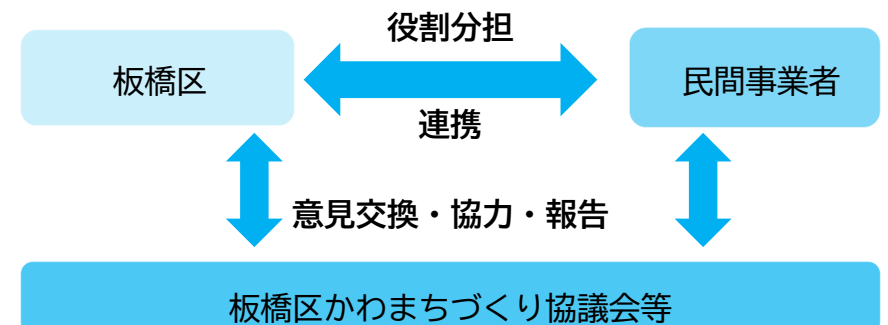 役割分担
板橋区
民間事業者
連携
意見交換・協力・報告
板橋区かわまちづくり協議会等